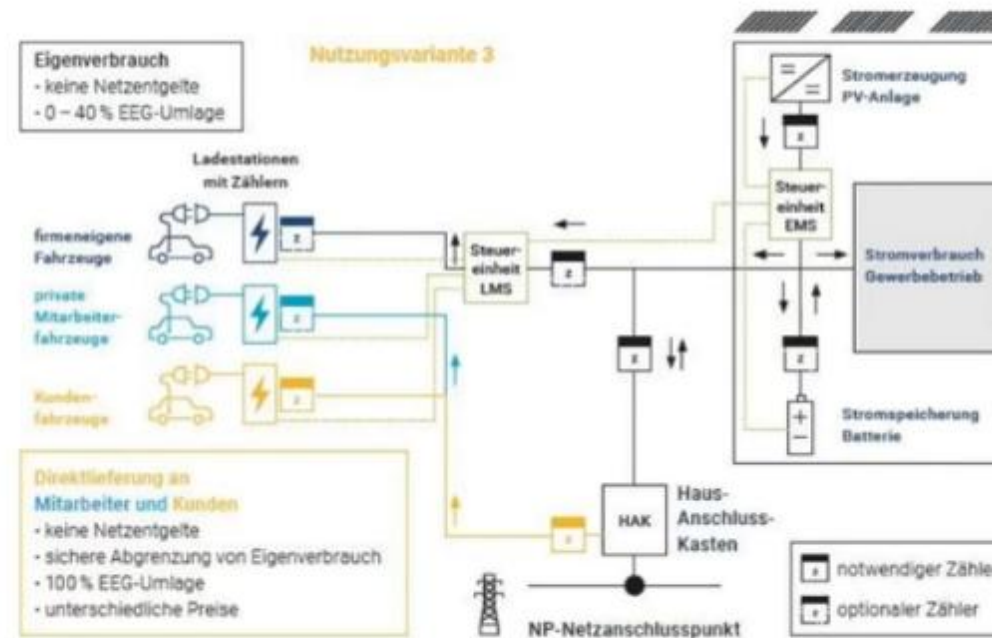 Eigenverbrauch
- keine Netzentgelte
- 0 – 40 % EEG-Umlage
Nutzungsvariante 3
Stromerzeugung
PV-Anlage
z
Ladestationen
mit Zählern
Steuer-
einheit
EMS
firmeneigene
Fahrzeuge
z
Steuer-
einheit
LMS
z
Stromverbrauch
Gewerbebetrieb
private
Mitarbeiter-
fahrzeuge
z
z
z
Kunden-
fahrzeuge
z
Stromspeicherung
Batterie
Direktlieferung an
Mitarbeiter und Kunden
- keine Netzentgelte
- sichere Abgrenzung von Eigenverbrauch
- 100 % EEG-Umlage
- unterschiedliche Preise
z
HAK
Haus-
Anschluss-
Kasten
NP-Netzanschlusspunkt
z notwendiger Zähler
z optionaler Zähler